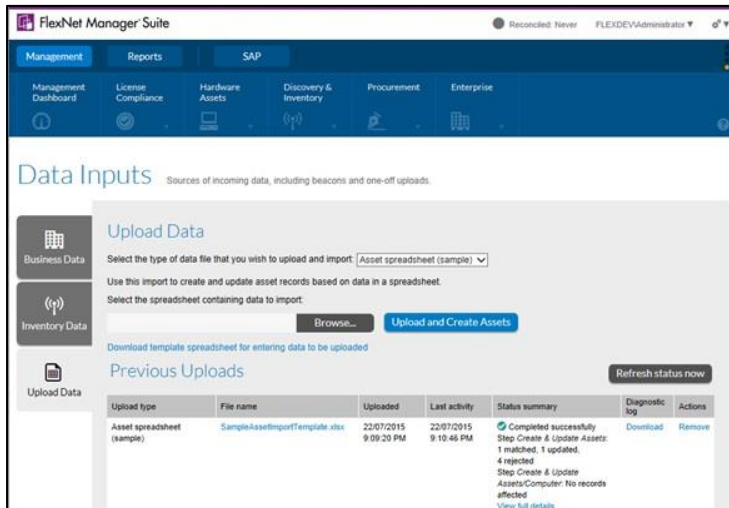 FlexNet Manager Suite
Reconciled: Never FLEXDEV\Administrator
Management Reports SAP
Management Dashboard
License Compliance
Hardware Assets
Discovery & Inventory
Procurement
Enterprise
Data Inputs Sources of incoming data, including beacons and one-off uploads.
Business Data
Inventory Data
Upload Data
Upload Data
Select the type of data file that you wish to upload and import: Asset spreadsheet (sample)
Use this import to create and update asset records based on data in a spreadsheet.
Select the spreadsheet containing data to import:
Browse... Upload and Create Assets
Download template spreadsheet for entering data to be uploaded
Previous Uploads Refresh status now
Upload type File name Uploaded Last activity Status summary Diagnostic log Actions
Asset spreadsheet (sample)
SampleAssetImportTemplate.xlsx
22/07/2015
9:09:20 PM
22/07/2015
9:10:46 PM
Completed successfully
Step Create & Update Assets:
1 matched, 1 updated,
4 rejected
Step Create & Update
Assets/Computer: No records
affected
View full details
Download
Remove